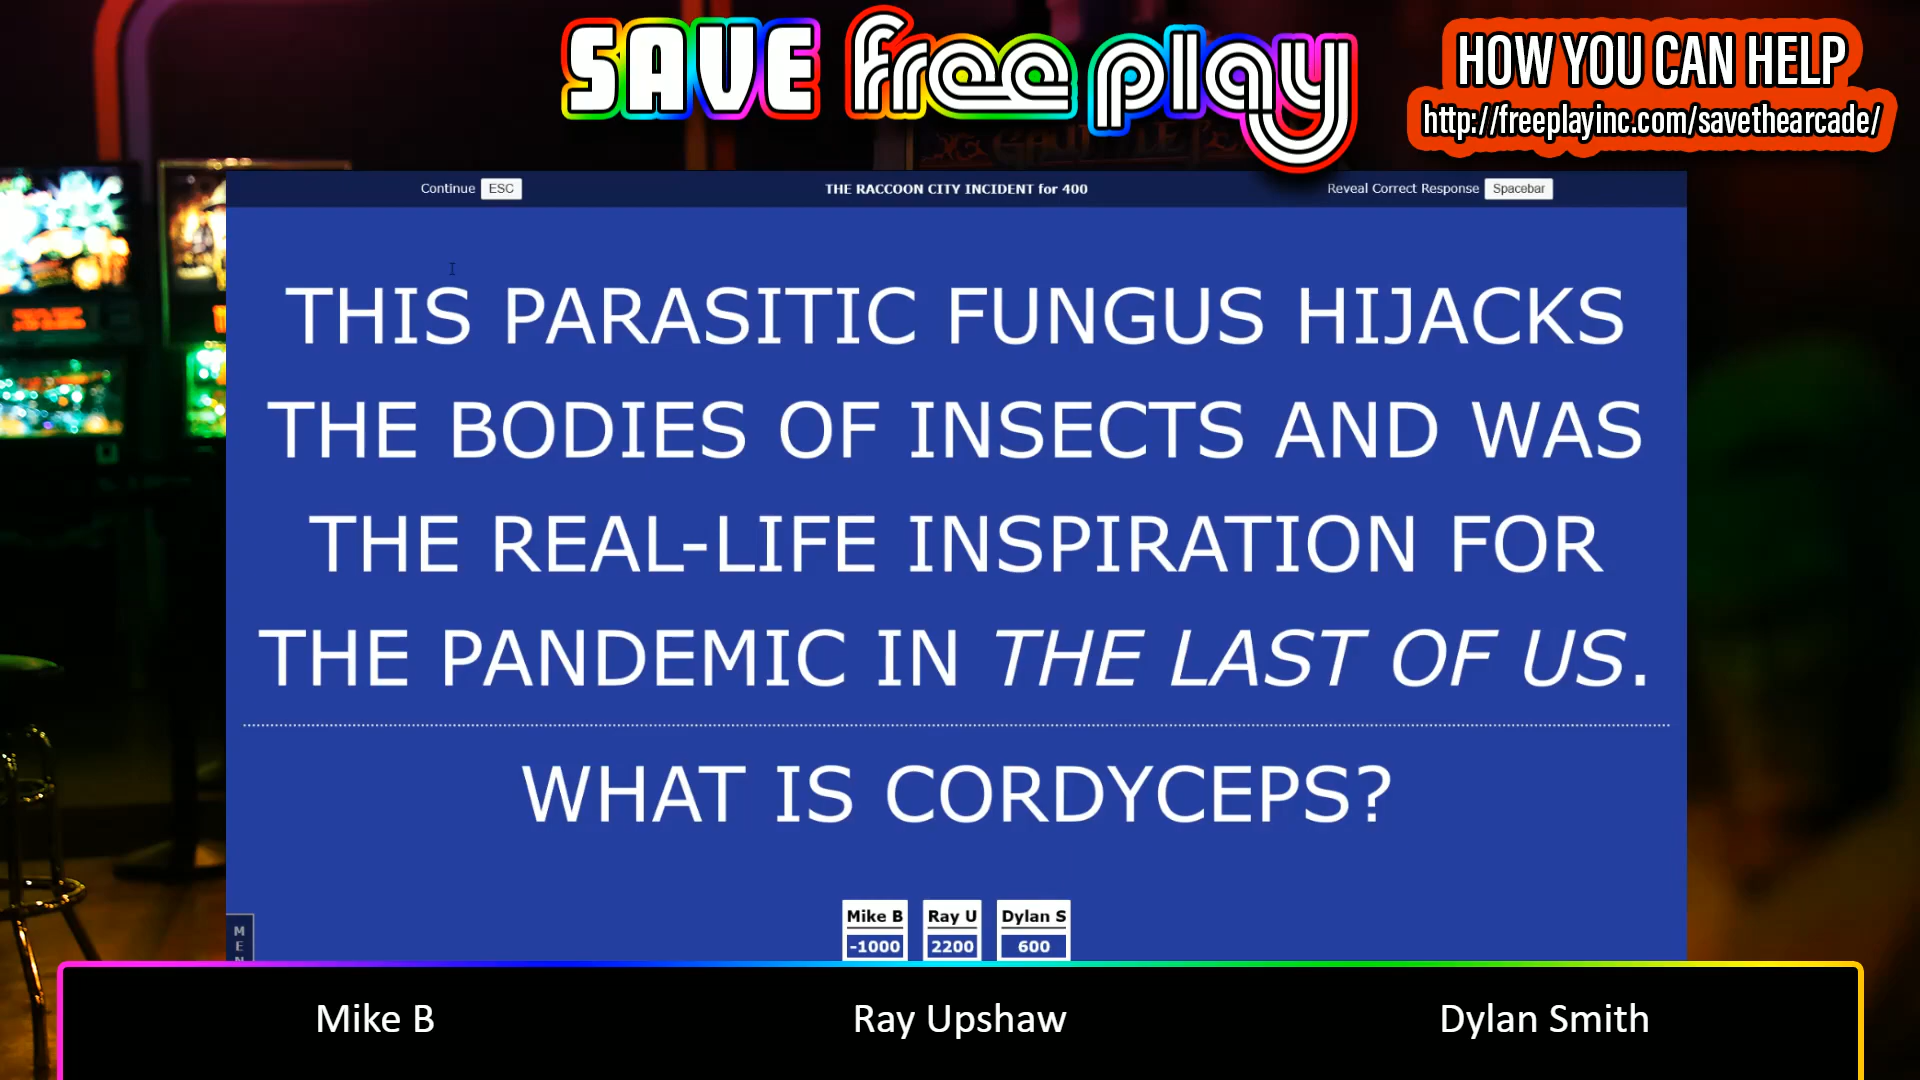 SAVE free play
HOW YOU CAN HELP
http://freeplayinc.com/savethearcade/
Continue ESC
THE RACCOON CITY INCIDENT for 400
Reveal Correct Response Spacebar
THIS PARASITIC FUNGUS HIJACKS
THE BODIES OF INSECTS AND WAS
THE REAL-LIFE INSPIRATION FOR
THE PANDEMIC IN THE LAST OF US.
WHAT IS CORDYCEPS?
Mike B Ray U Dylan S
-1000 2200 600
M
E
N
Mike B Ray Upshaw Dylan Smith